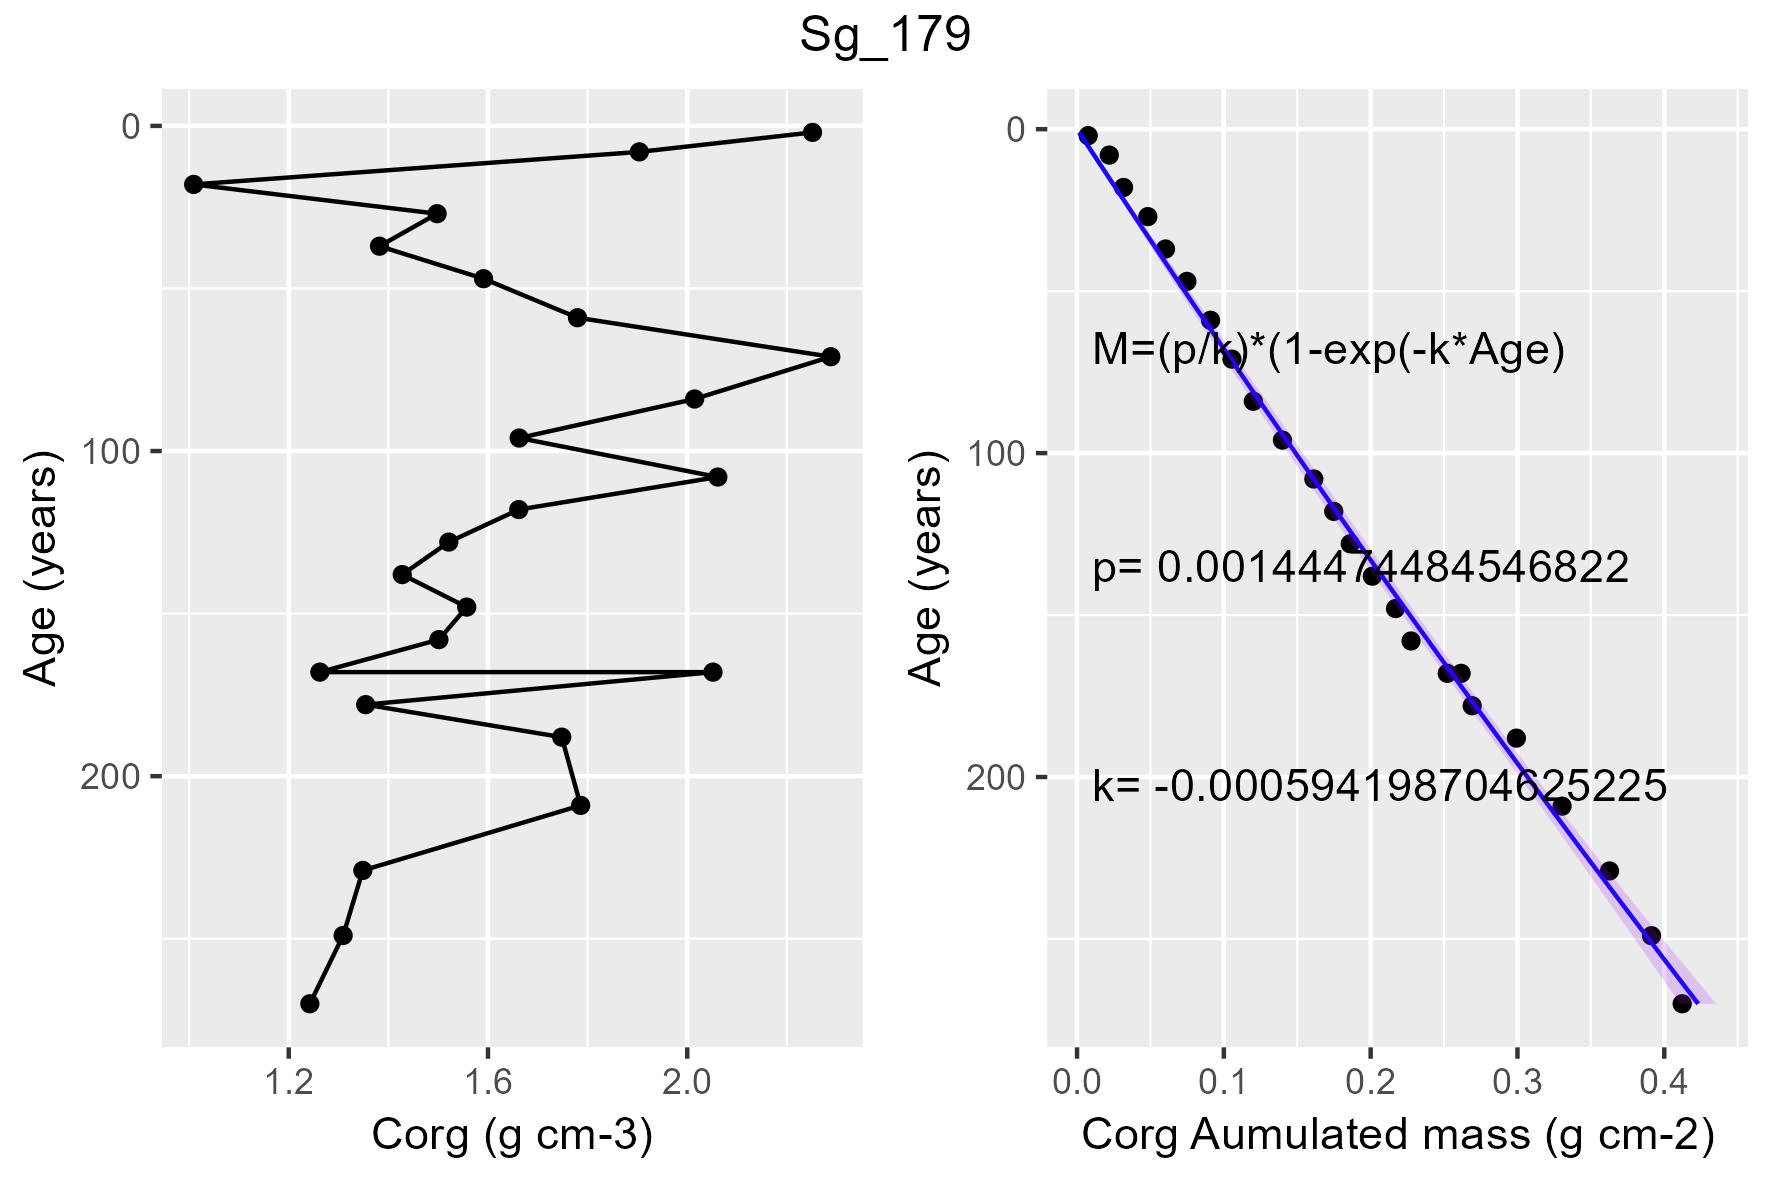 Sg_179
0
100
200
Age (years)
1.2 1.6 2.0
Corg (g cm-3)
0
100
200
Age (years)
M=(p/k)*(1-exp(-k*Age)
p= 0.00144474484546822
k= -0.000594198704625225
0.0 0.1 0.2 0.3 0.4
Corg Aumulated mass (g cm-2)